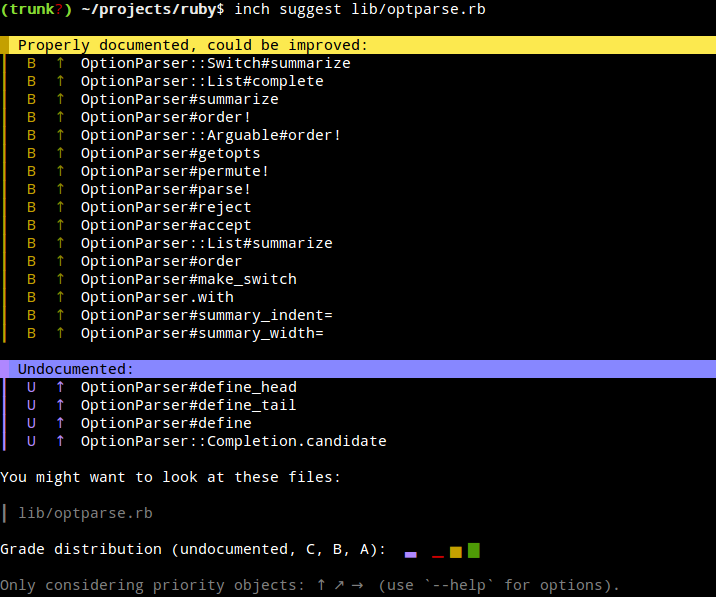 (trunk?) ~/projects/ruby$ inch suggest lib/optparse.rb
Properly documented, could be improved:
B ↑ OptionParser::Switch#summarize
B ↑ OptionParser::List#complete
B ↑ OptionParser#summarize
B ↑ OptionParser#order!
B ↑ OptionParser::Arguable#order!
B ↑ OptionParser#getopts
B ↑ OptionParser#permute!
B ↑ OptionParser#parse!
B ↑ OptionParser#reject
B ↑ OptionParser#accept
B ↑ OptionParser::List#summarize
B ↑ OptionParser#order
B ↑ OptionParser#make_switch
B ↑ OptionParser.with
B ↑ OptionParser#summary_indent=
B ↑ OptionParser#summary_width=
Undocumented:
U ↑ OptionParser#define_head
U ↑ OptionParser#define_tail
U ↑ OptionParser#define
U ↑ OptionParser::Completion.candidate
You might want to look at these files:
lib/optparse.rb
Grade distribution (undocumented, C, B, A):
Only considering priority objects: ↑ ↗ → (use `--help` for options).